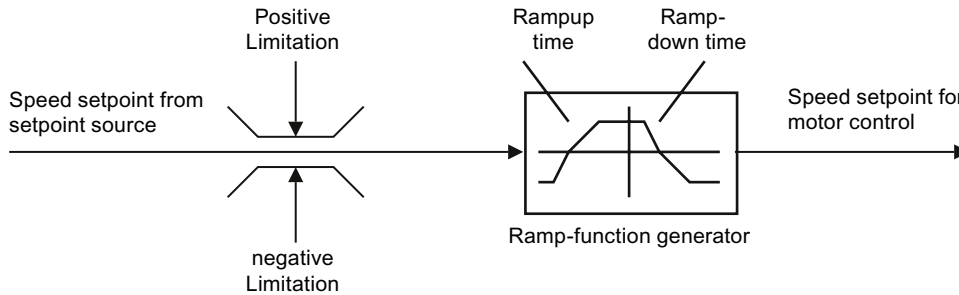 Positive
Limitation
Rampup
time
Ramp-
down time
Speed setpoint from
setpoint source
Speed setpoint for
motor control
Ramp-function generator
negative
Limitation